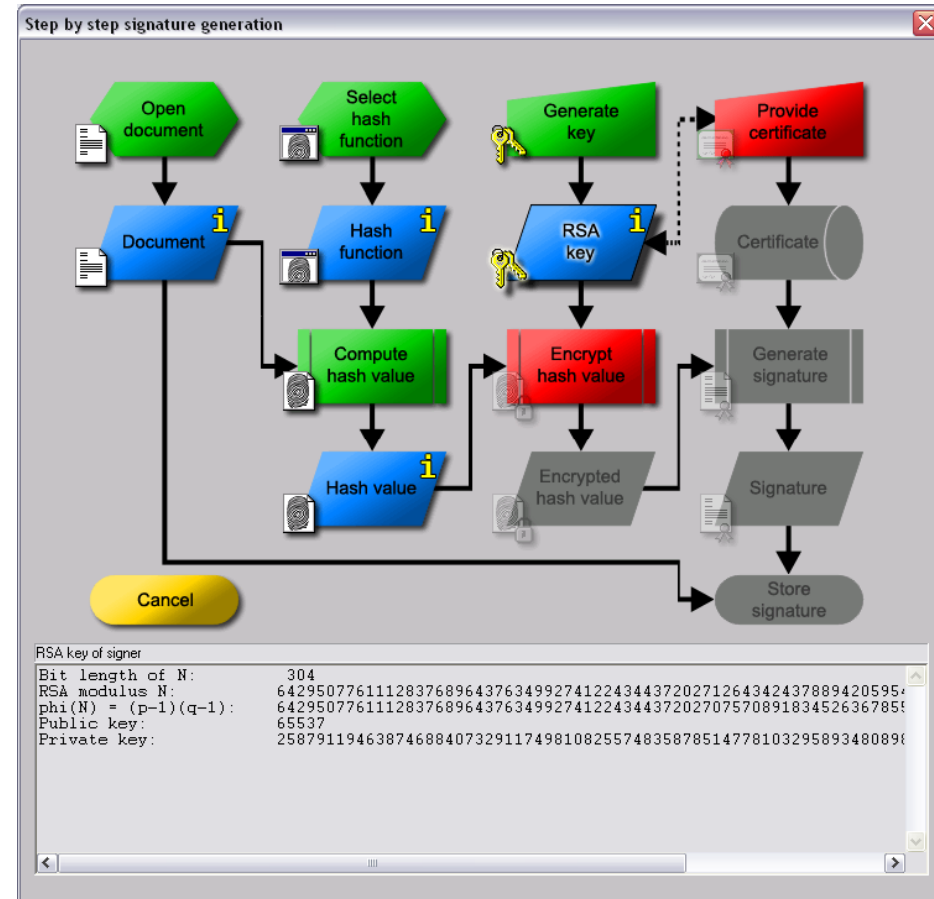 Step by step signature generation
Open
document
Select
hash
function
Generate
key
Provide
certificate
Document
i
Hash
function
i
RSA
key
i
Certificate
Compute
hash value
Encrypt
hash value
Generate
signature
Hash value
i
Encrypted
hash value
Signature
Cancel
Store
signature
RSA key of signer
Bit length of N: 304
RSA modulus N: 64295077611128376896437634992741224344372027126434243788942059
phi(N) = (p-1)(q-1): 6429507761112837689643763499274122434437202707570891834526367855
Public key: 65537
Private key: 2587911946387468840732911749810825574835878514778103295893480898